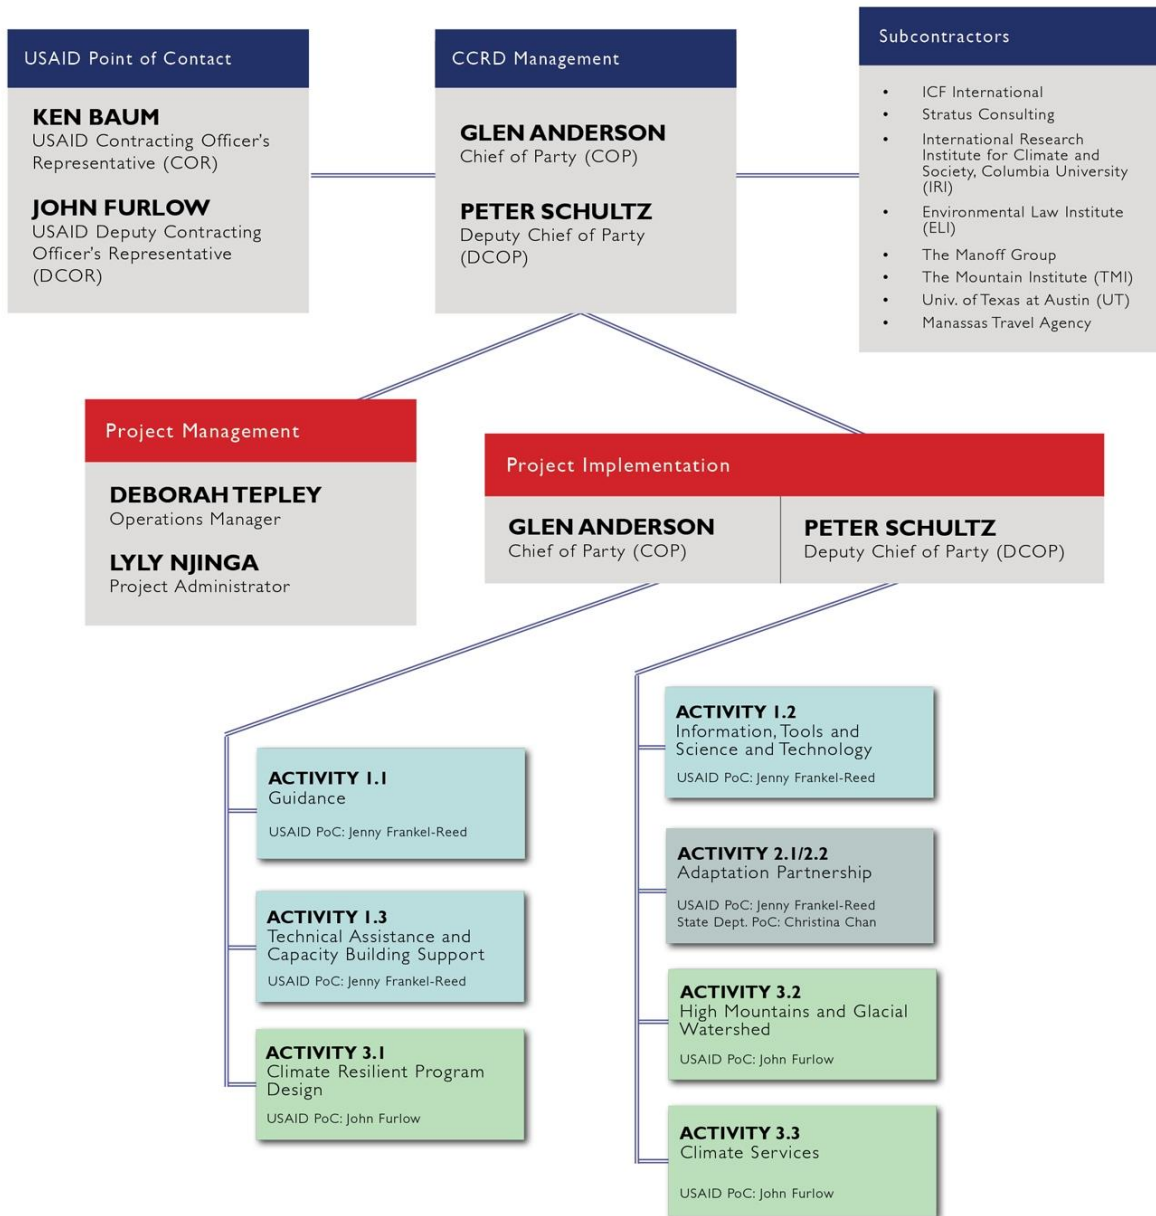 USAID Point of Contact
KEN BAUM
USAID Contracting Officer's
Representative (COR)
JOHN FURLOW
USAID Deputy Contracting
Officer's Representative
(DCOR)
CCRD Management
GLEN ANDERSON
Chief of Party (COP)
PETER SCHULTZ
Deputy Chief of Party
(DCOP)
Subcontractors
• ICF International
• Stratus Consulting
• International Research
Institute for Climate and
Society, Columbia University
(IRI)
• Environmental Law Institute
(ELI)
• The Manoff Group
• The Mountain Institute (TMI)
• Univ. of Texas at Austin (UT)
• Manassas Travel Agency
Project Management
DEBORAH TEPLEY
Operations Manager
LYLY NJINGA
Project Administrator
Project Implementation
GLEN ANDERSON
Chief of Party (COP)
PETER SCHULTZ
Deputy Chief of Party (DCOP)
ACTIVITY 1.1
Guidance
USAID PoC: Jenny Frankel-Reed
ACTIVITY 1.3
Technical Assistance and
Capacity Building Support
USAID PoC: Jenny Frankel-Reed
ACTIVITY 3.1
Climate Resilient Program
Design
USAID PoC: John Furlow
ACTIVITY 1.2
Information, Tools and
Science and Technology
USAID PoC: Jenny Frankel-Reed
ACTIVITY 2.1/2.2
Adaptation Partnership
USAID PoC: Jenny Frankel-Reed
State Dept. PoC: Christina Chan
ACTIVITY 3.2
High Mountains and Glacial
Watershed
USAID PoC: John Furlow
ACTIVITY 3.3
Climate Services
USAID PoC: John Furlow